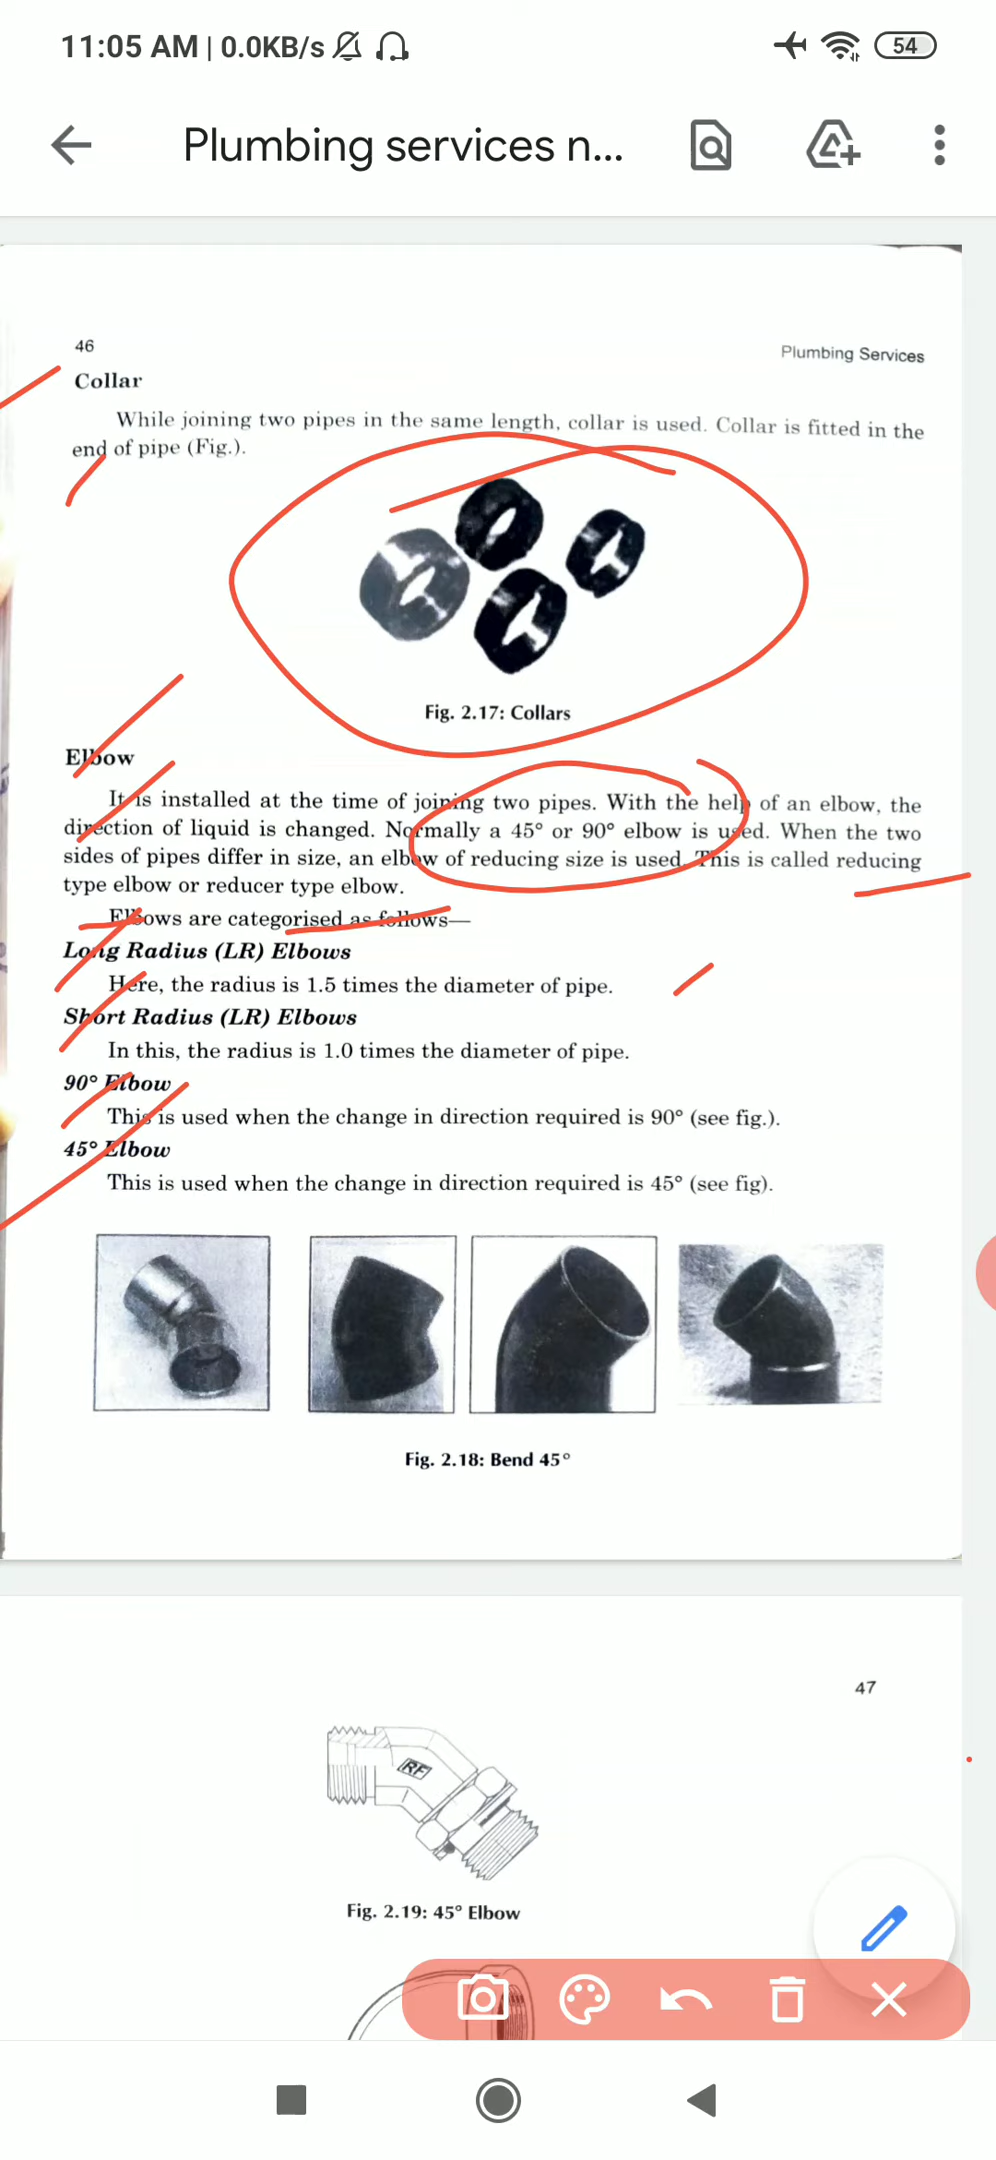 11:05 AM | 0.0KB/s
54
Plumbing services n...
46
Plumbing Services
Collar
While joining two pipes in the same length, collar is used. Collar is fitted in the
end of pipe (Fig.).
Fig. 2.17: Collars
Elbow
It is installed at the time of joining two pipes. With the help of an elbow, the
direction of liquid is changed. Normally a 45° or 90° elbow is used. When the two
sides of pipes differ in size, an elbow of reducing size is used. This is called reducing
type elbow or reducer type elbow.
Elbows are categorised as follows—
Long Radius (LR) Elbows
Here, the radius is 1.5 times the diameter of pipe.
Short Radius (LR) Elbows
In this, the radius is 1.0 times the diameter of pipe.
90° Elbow
This is used when the change in direction required is 90° (see fig.).
45° Elbow
This is used when the change in direction required is 45° (see fig).
Fig. 2.18: Bend 45°
47
RF
Fig. 2.19: 45° Elbow